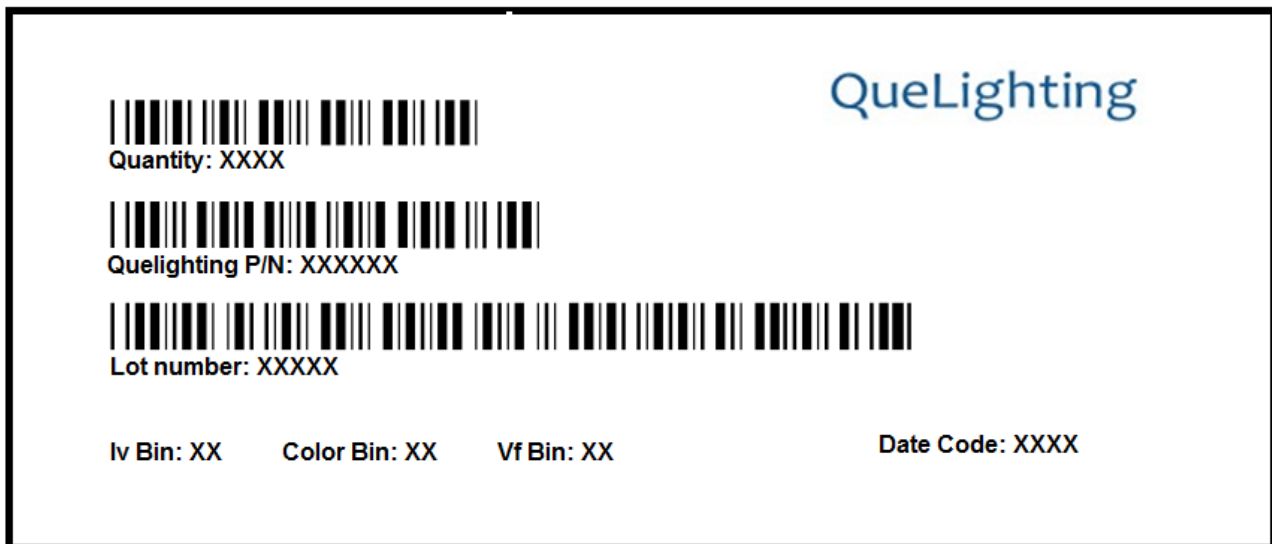 QueLighting
Quantity: XXXX
Quelighting P/N: XXXXXX
Lot number: XXXXX
Iv Bin: XX Color Bin: XX Vf Bin: XX Date Code: XXXX